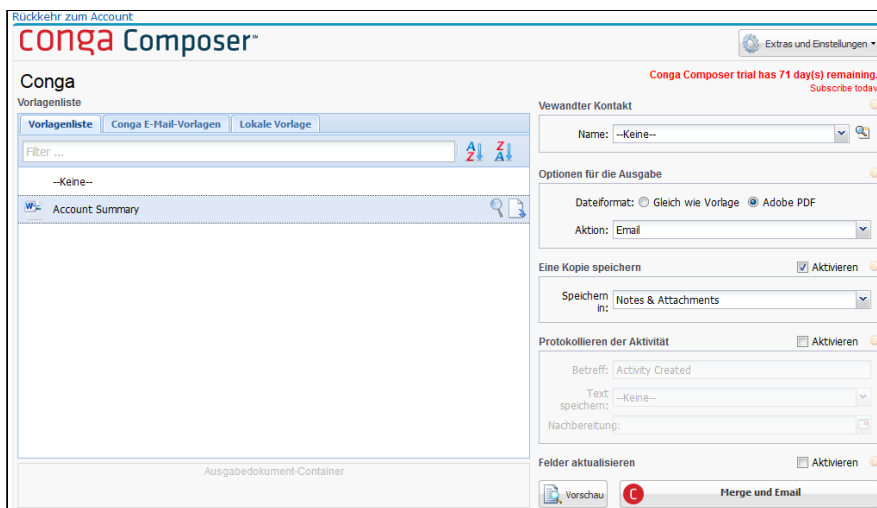 Rückkehr zum Account
conga Composer™
Extras und Einstellungen
Conga
Conga Composer trial has 71 day(s) remaining.
Subscribe today
Vorlagenliste
Vorlagenliste Conga E-Mail-Vorlagen Lokale Vorlage
Filter ...
A Z Z A
--Keine--
Account Summary
Ausgabedokument-Container
Vewandter Kontakt
Name: --Keine--
Optionen für die Ausgabe
Dateiformat: Gleich wie Vorlage Adobe PDF
Aktion: Email
Eine Kopie speichern Aktivieren
Speichern in: Notes & Attachments
Protokollieren der Aktivität Aktivieren
Betreff: Activity Created
Text speichern: --Keine--
Nachbereitung:
Felder aktualisieren Aktivieren
Vorschau C Merge und Email